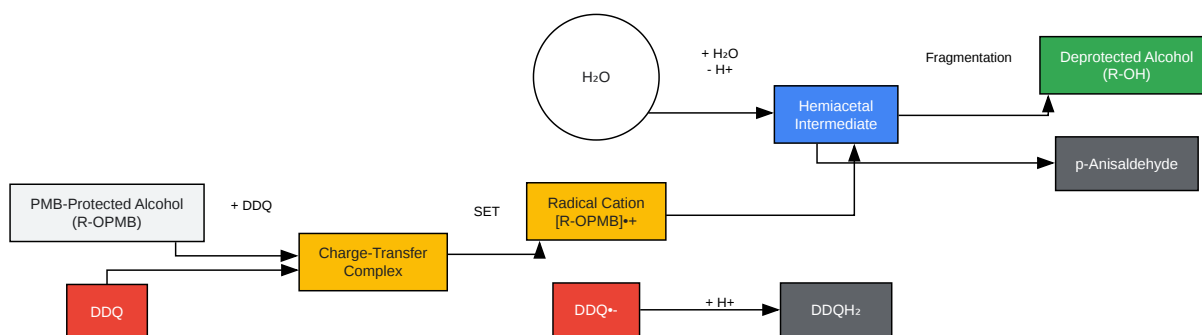 H₂O
+ H₂O
- H+
Hemiacetal
Intermediate
Fragmentation
Deprotected Alcohol
(R-OH)
p-Anisaldehyde
PMB-Protected Alcohol
(R-OPMB)
+ DDQ
Charge-Transfer
Complex
SET
Radical Cation
[R-OPMB]•+
DDQ
DDQ•-
+ H+
DDQH₂